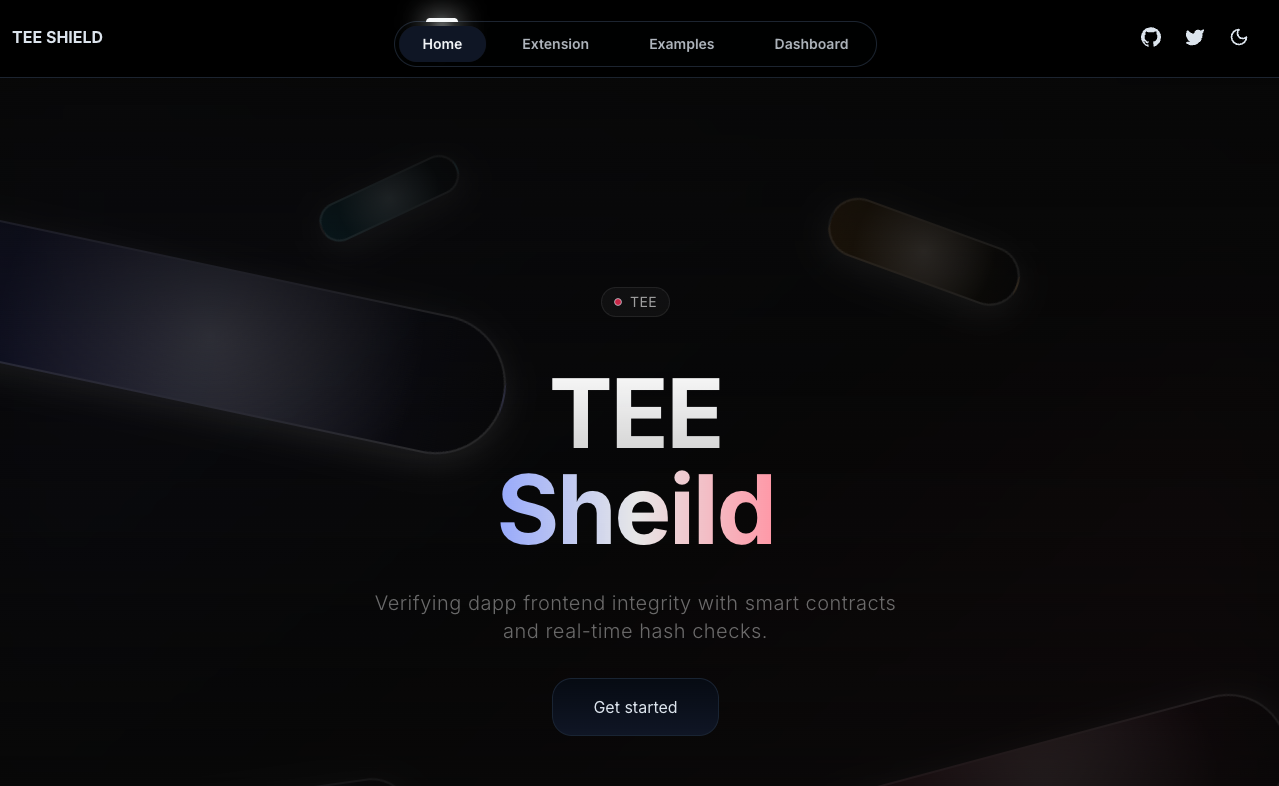 TEE SHIELD
Home Extension Examples Dashboard
TEE
TEE
Sheild
Verifying dapp frontend integrity with smart contracts
and real-time hash checks.
Get started